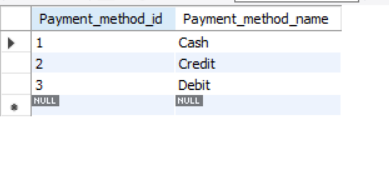 Payment_method_id Payment_method_name
1 Cash
2 Credit
3 Debit
NULL NULL